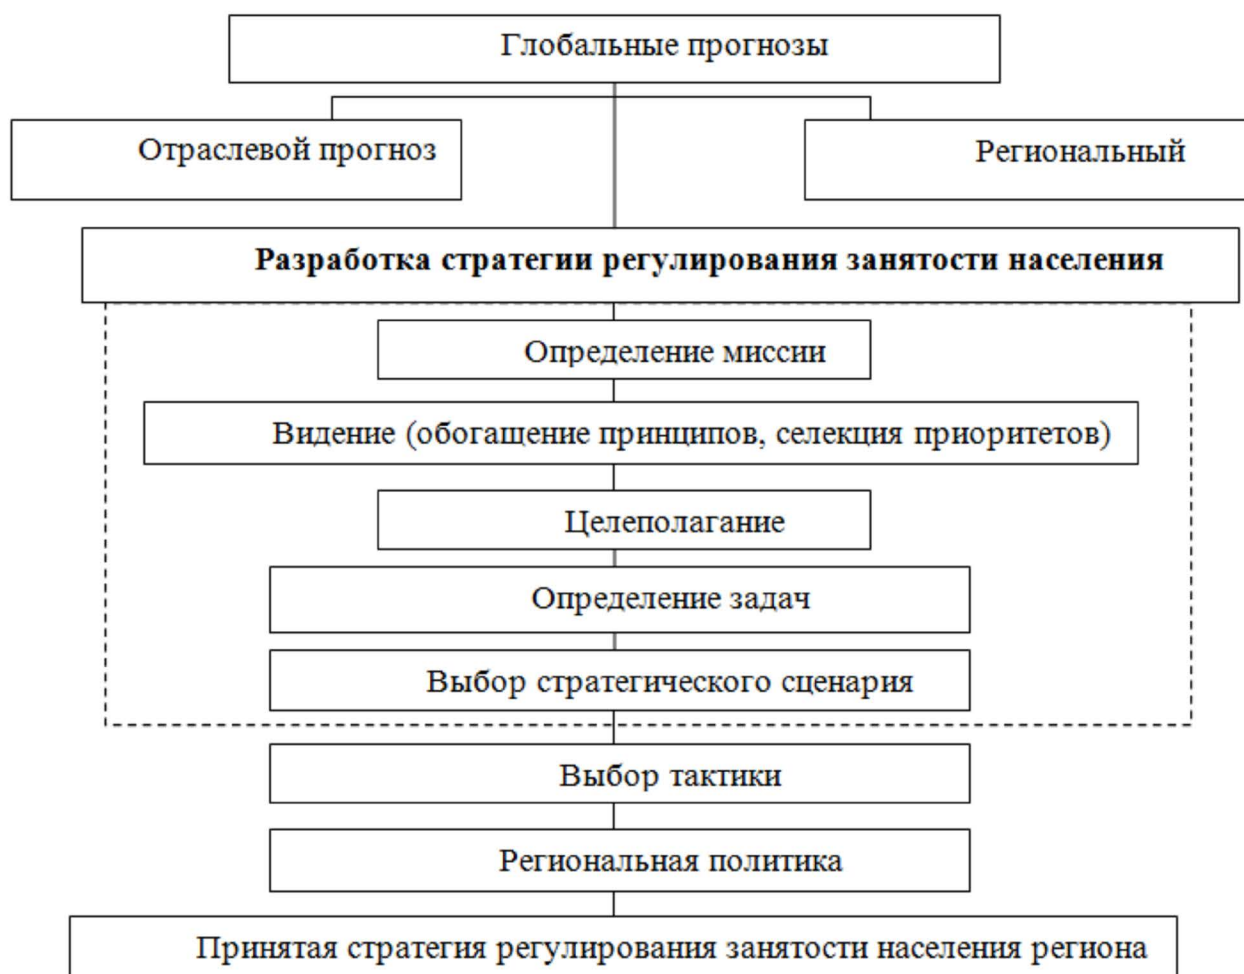 Глобальные прогнозы
Отраслевой прогноз
Региональный
Разработка стратегии регулирования занятости населения
Определение миссии
Видение (обогащение принципов, селекция приоритетов)
Целеполагание
Определение задач
Выбор стратегического сценария
Выбор тактики
Региональная политика
Принятая стратегия регулирования занятости населения региона